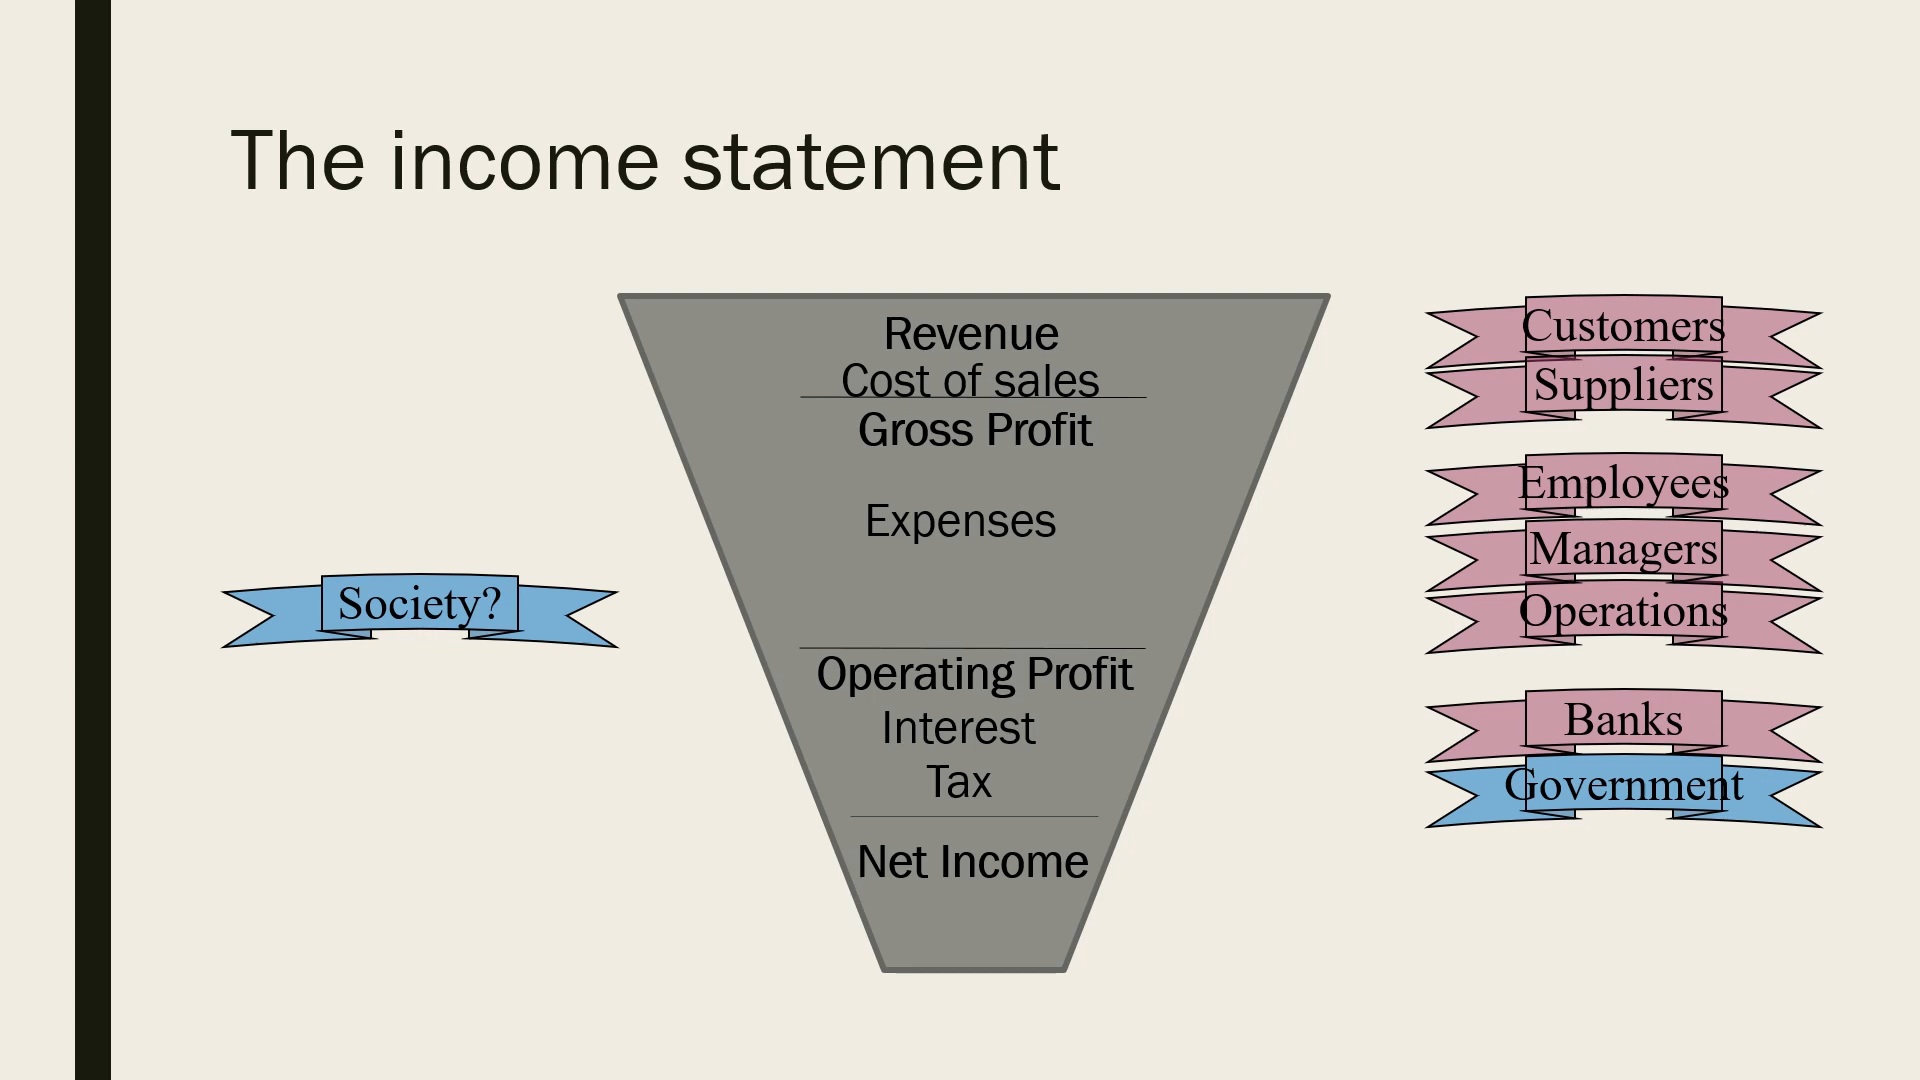 The income statement
Revenue
Cost of sales
Gross Profit
Expenses
Operating Profit
Interest
Tax
Net Income
Society?
Customers
Suppliers
Employees
Managers
Operations
Banks
Government